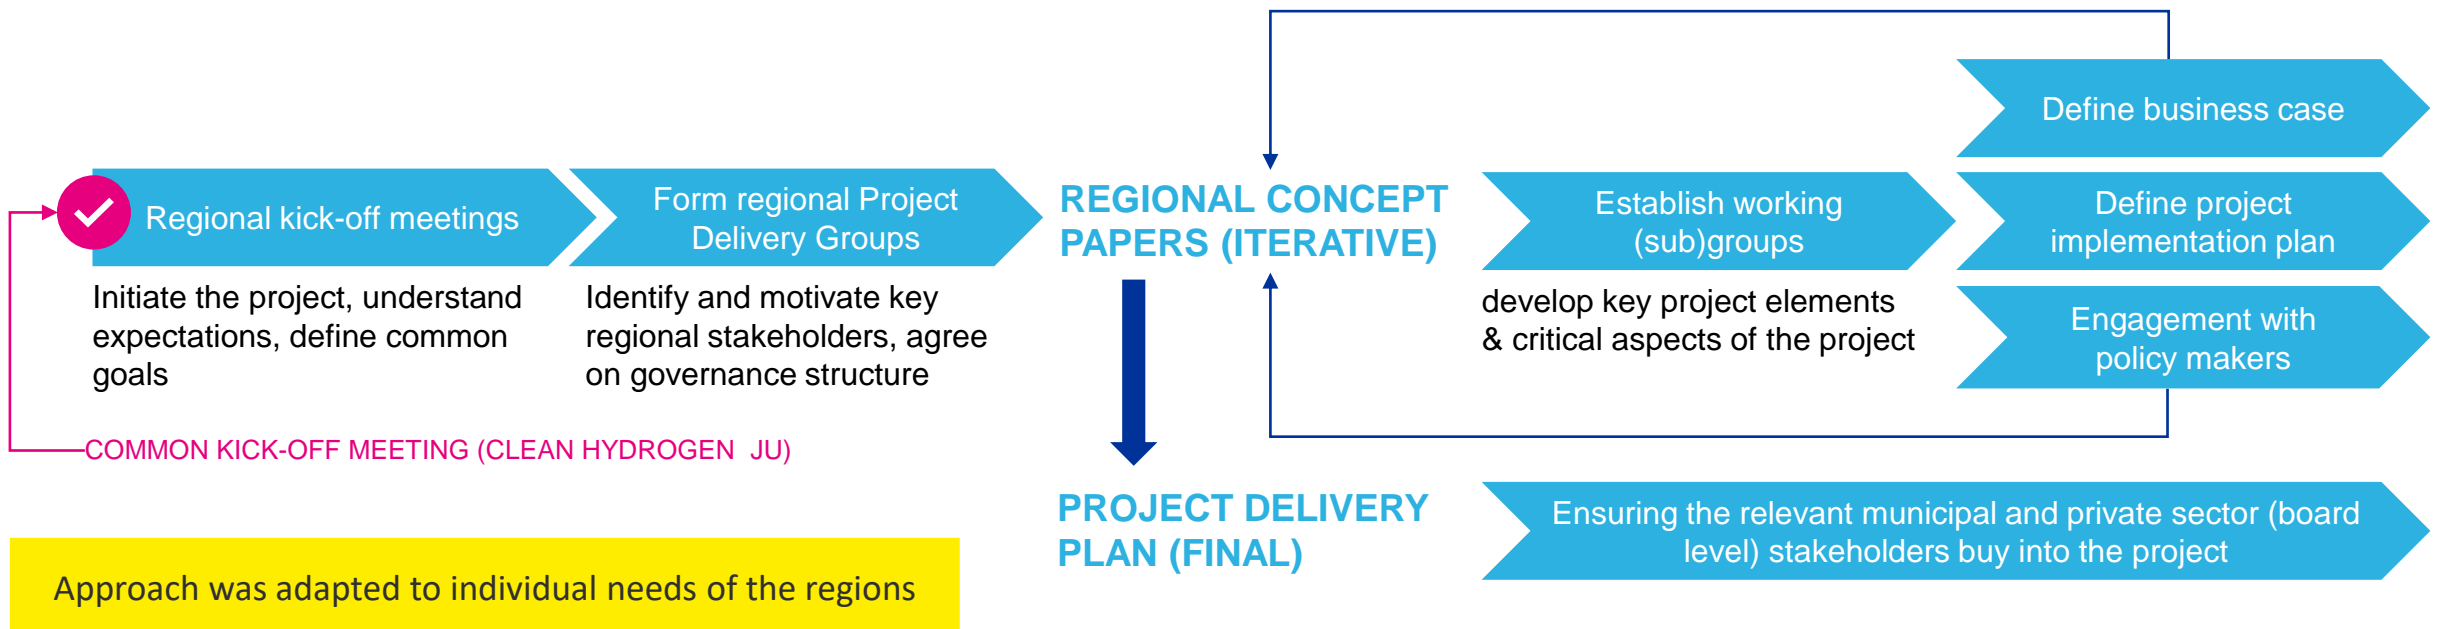 Regional kick-off meetings
Initiate the project, understand
expectations, define common
goals
COMMON KICK-OFF MEETING (CLEAN HYDROGEN JU)
Form regional Project
Delivery Groups
Identify and motivate key
regional stakeholders, agree
on governance structure
REGIONAL CONCEPT
PAPERS (ITERATIVE)
Establish working
(sub)groups
develop key project elements
& critical aspects of the project
Define business case
Define project
implementation plan
Engagement with
policy makers
PROJECT DELIVERY
PLAN (FINAL)
Ensuring the relevant municipal and private sector (board
level) stakeholders buy into the project
Approach was adapted to individual needs of the regions